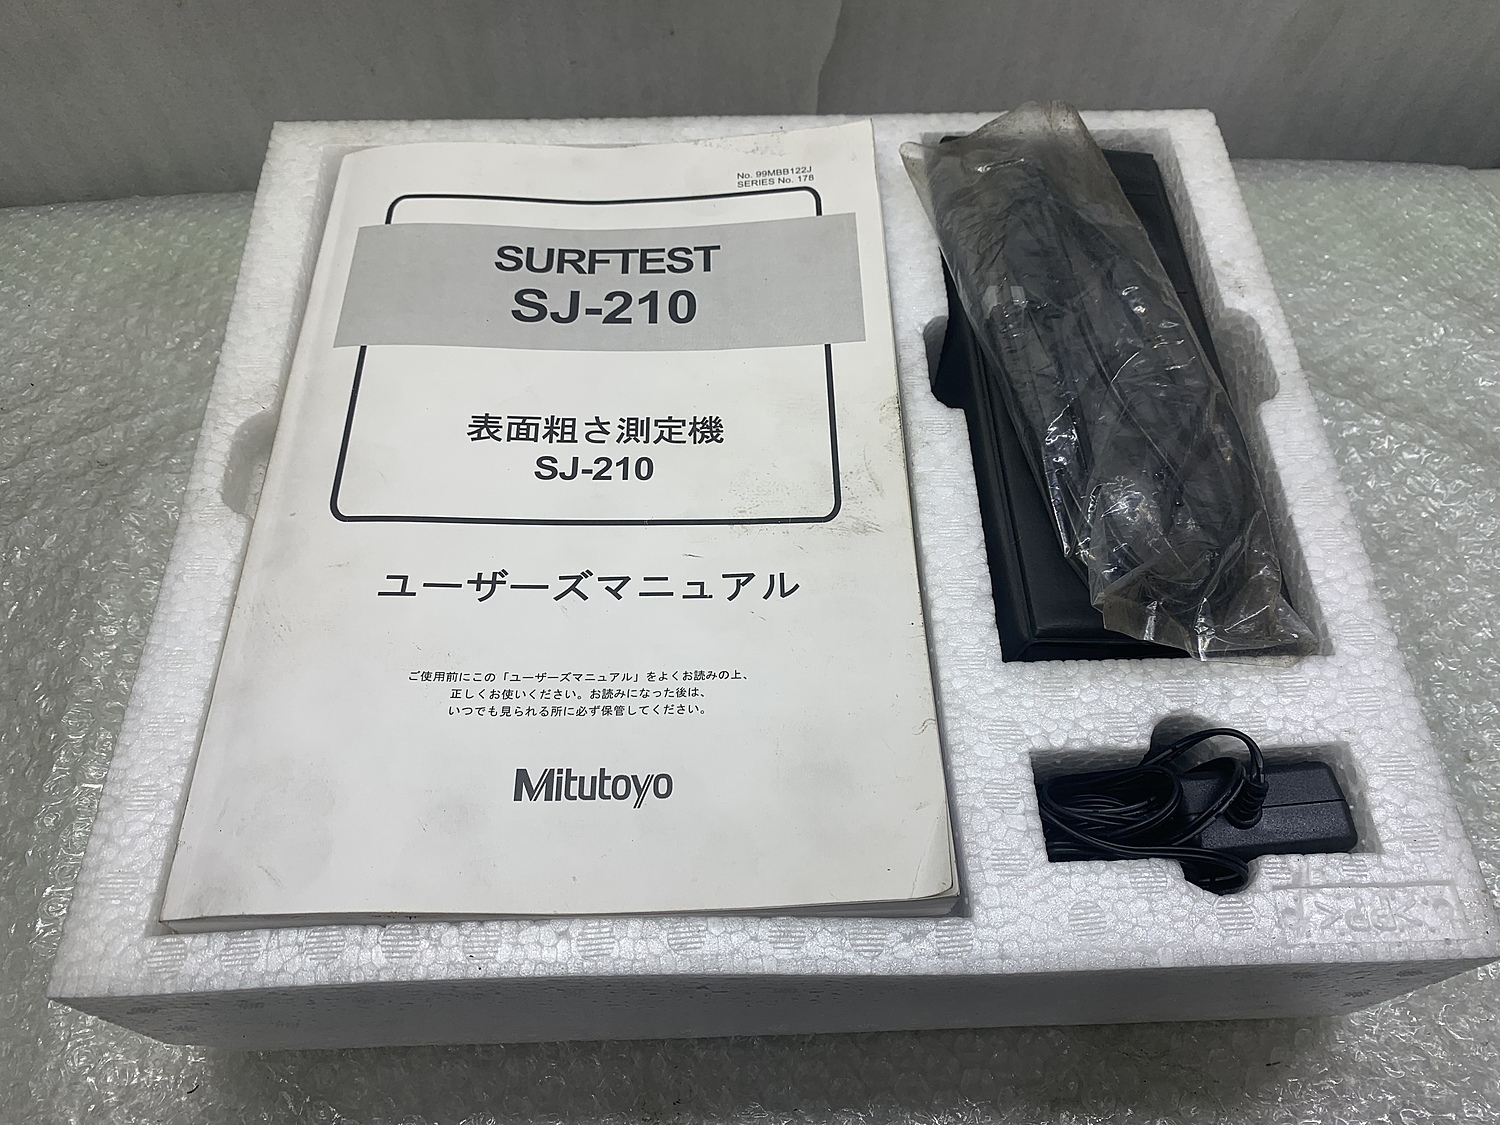 No. 99MBB122J
SERIES No. 178
SURFTEST
SJ-210
表面粗さ測定機
SJ-210
ユーザーズマニュアル
ご使用前にこの「ユーザーズマニュアル」をよくお読みの上、
正しくお使いください。お読みになった後は、
いつでも見られる所に必ず保管してください。
Mitutoyo